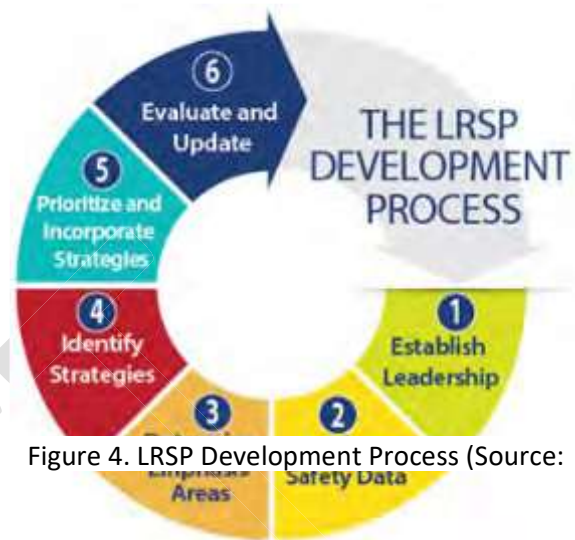 THE LRSP
DEVELOPMENT
PROCESS
1
Establish
Leadership
2
Safety Data
3
Emphasis
Areas
4
Identify
Strategies
5
Prioritize and
Incorporate
Strategies
6
Evaluate and
Update
Figure 4. LRSP Development Process (Source: